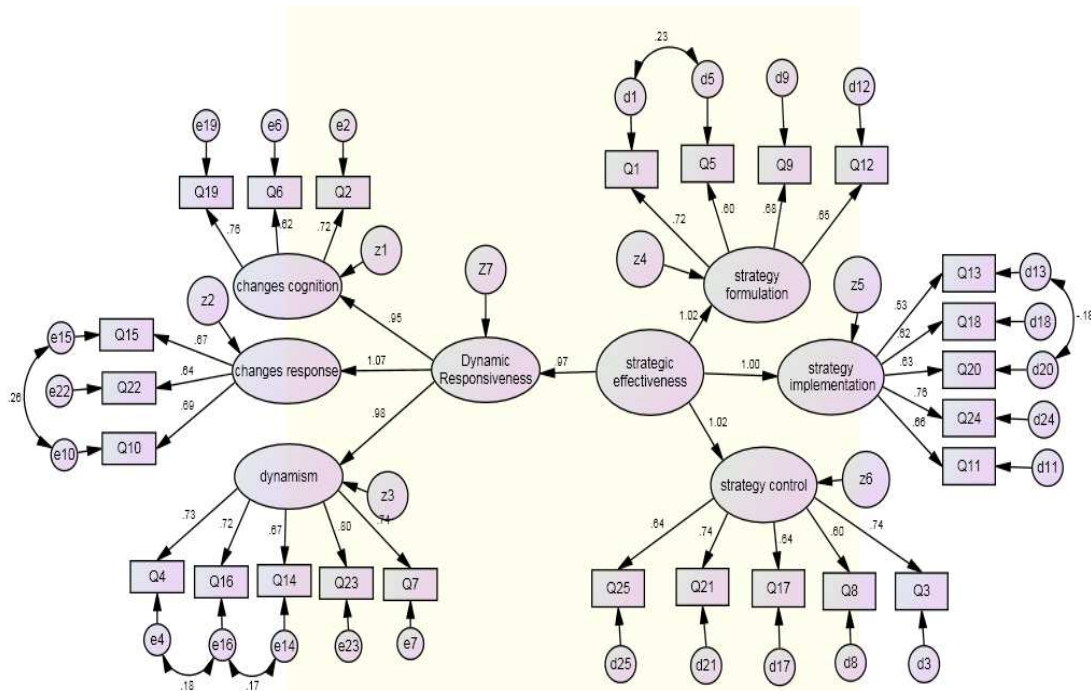 .23
d1
d5
d9
d12
e19
e6
e2
Q1
Q5
Q9
Q12
Q19
Q6
Q2
.76
.62
.72
.72
.60
.68
.65
z1
Z7
z4
z5
changes cognition
strategy
formulation
Q13
d13
-.18
z2
.53
Q18
d18
.62
e15
Q15
.67
.95
1.02
Q20
d20
.63
e22
Q22
.64
changes response
1.07
Dynamic
Responsiveness
.97
strategic
effectiveness
1.00
strategy
implementation
.76
Q24
d24
.26
.69
.98
.66
e10
Q10
1.02
Q11
d11
dynamism
z3
strategy control
z6
.73
.72
.67
.80
.74
.64
.74
.64
.60
.74
Q4
Q16
Q14
Q23
Q7
Q25
Q21
Q17
Q8
Q3
e4
e16
e14
e23
e7
.18
.17
d25
d21
d17
d8
d3